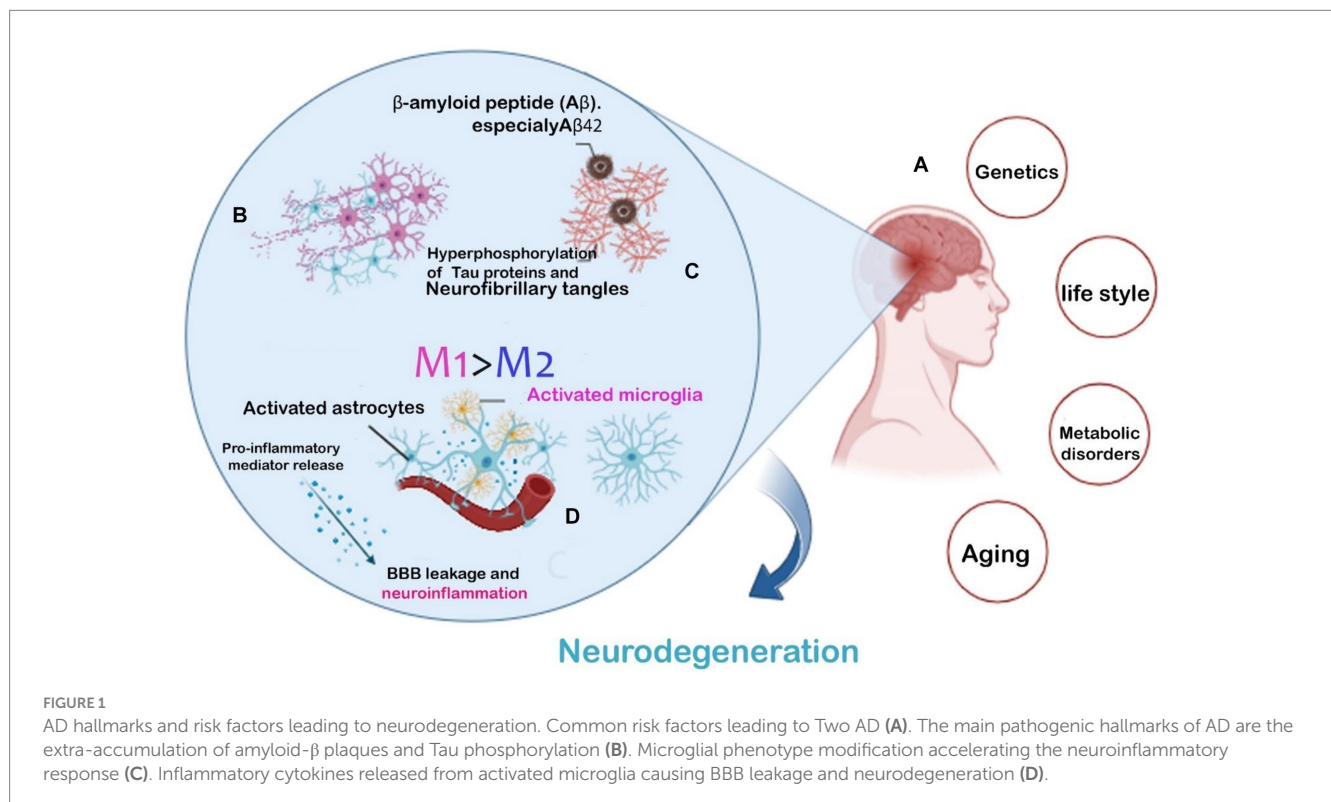 β-amyloid peptide (Aβ).
especialyAβ42
A
Genetics
B
Hyperphosphorylation
of Tau proteins and
Neurofibrillary tangles
C
life style
M1>M2
Activated microglia
Activated astrocytes
Pro-inflammatory
mediator release
Metabolic
disorders
D
Aging
BBB leakage and
neuroinflammation
Neurodegeneration
FIGURE 1
AD hallmarks and risk factors leading to neurodegeneration. Common risk factors leading to Two AD (A). The main pathogenic hallmarks of AD are the
extra-accumulation of amyloid-β plaques and Tau phosphorylation (B). Microglial phenotype modification accelerating the neuroinflammatory
response (C). Inflammatory cytokines released from activated microglia causing BBB leakage and neurodegeneration (D).